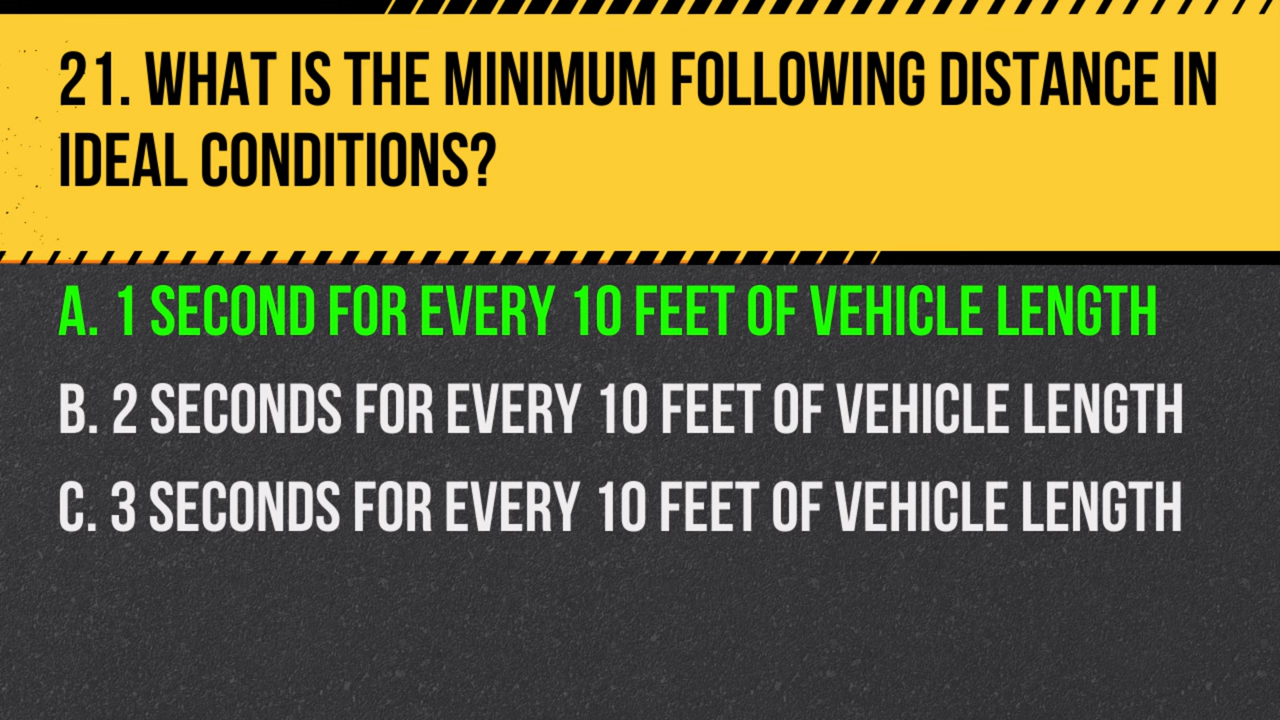 21. WHAT IS THE MINIMUM FOLLOWING DISTANCE IN
IDEAL CONDITIONS?
A. 1 SECOND FOR EVERY 10 FEET OF VEHICLE LENGTH
B. 2 SECONDS FOR EVERY 10 FEET OF VEHICLE LENGTH
C. 3 SECONDS FOR EVERY 10 FEET OF VEHICLE LENGTH